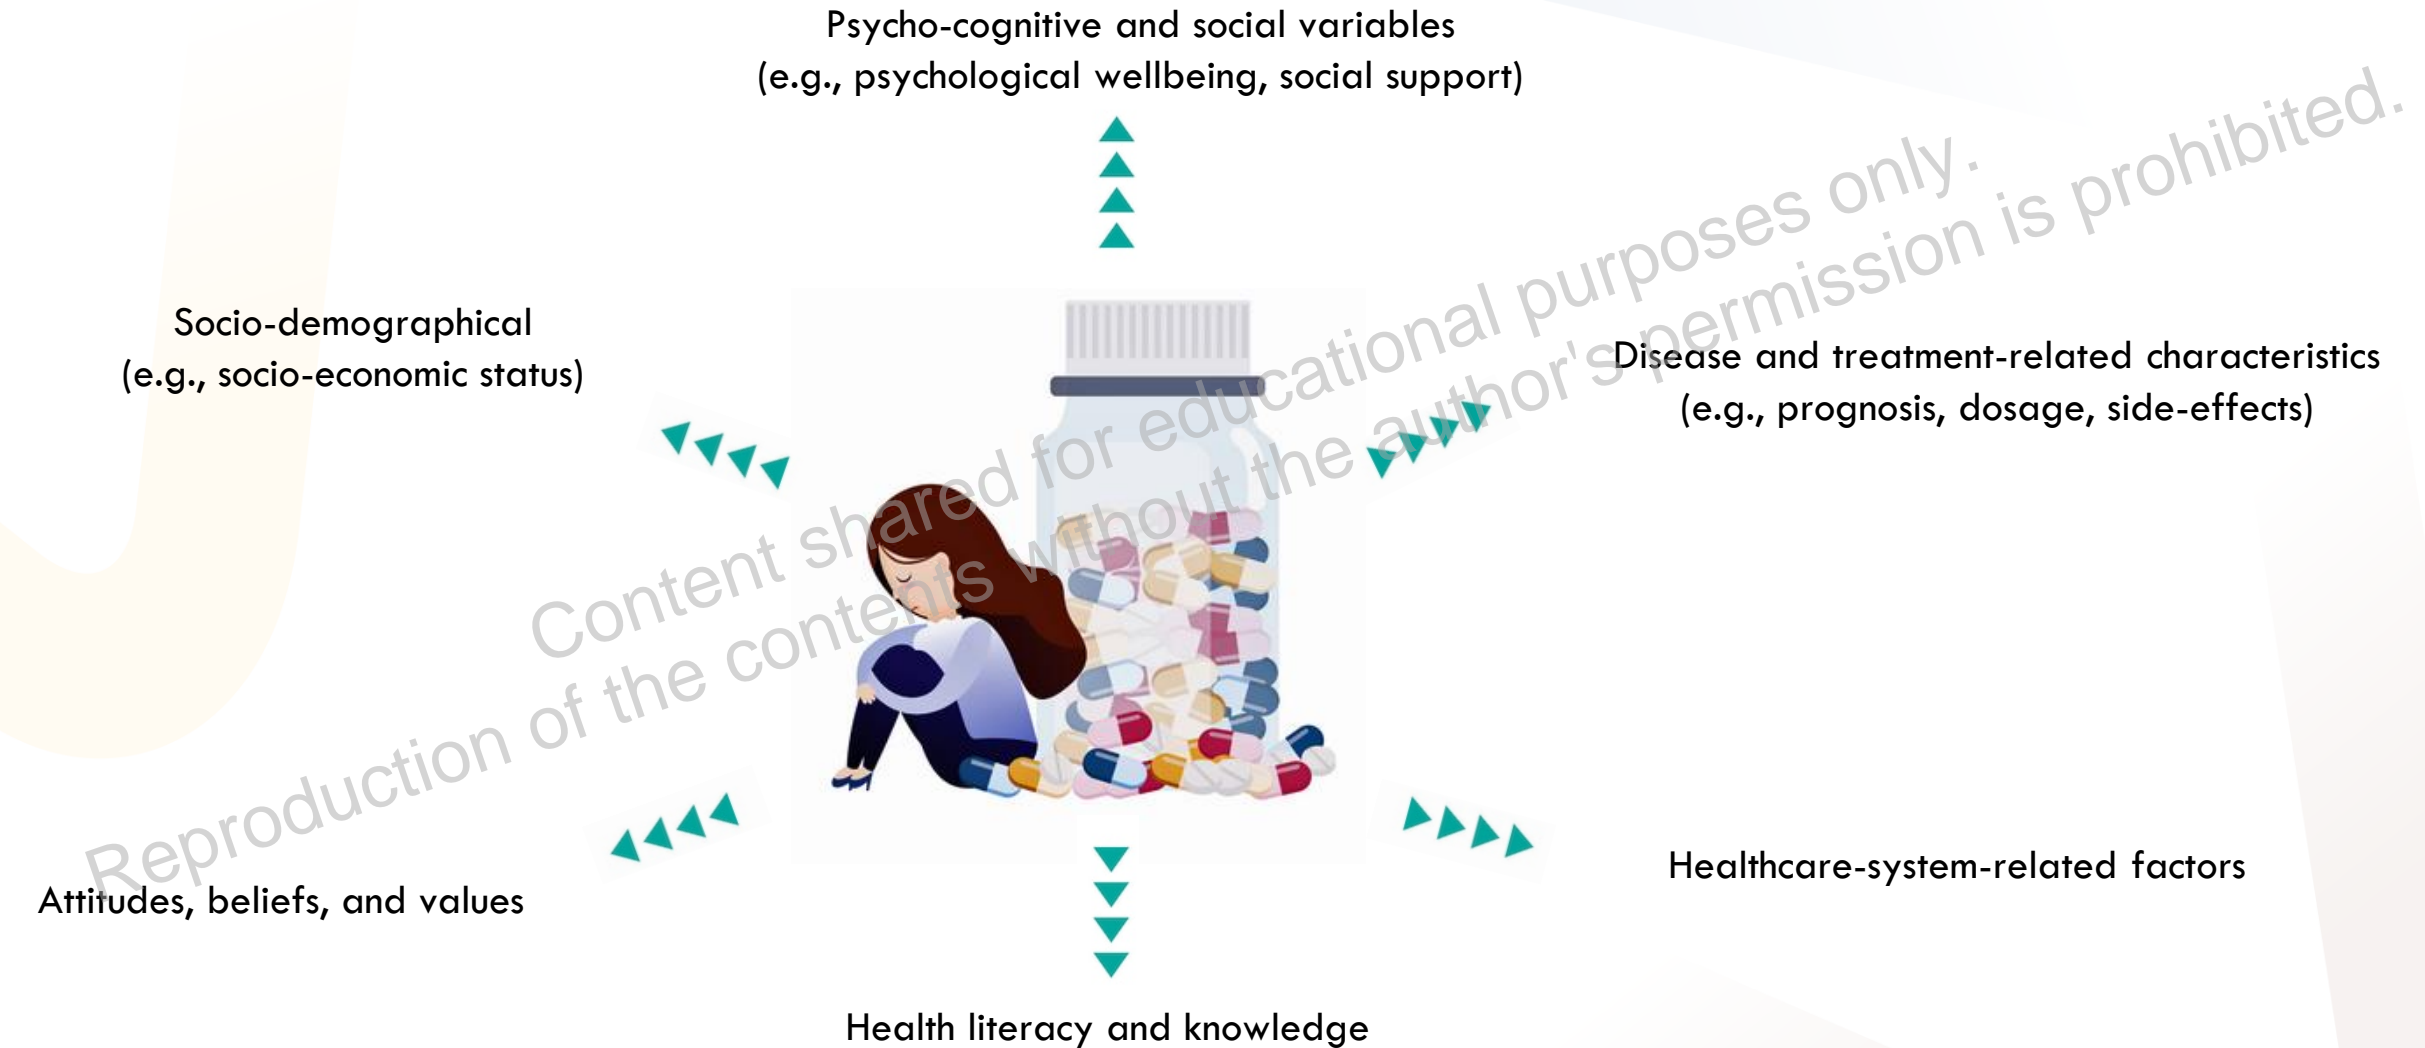 Psycho-cognitive and social variables
(e.g., psychological wellbeing, social support)
Socio-demographical
(e.g., socio-economic status)
Disease and treatment-related characteristics
(e.g., prognosis, dosage, side-effects)
Content shared for educational purposes only.
Reproduction of the contents without the author's permission is prohibited.
Attitudes, beliefs, and values
Healthcare-system-related factors
Health literacy and knowledge